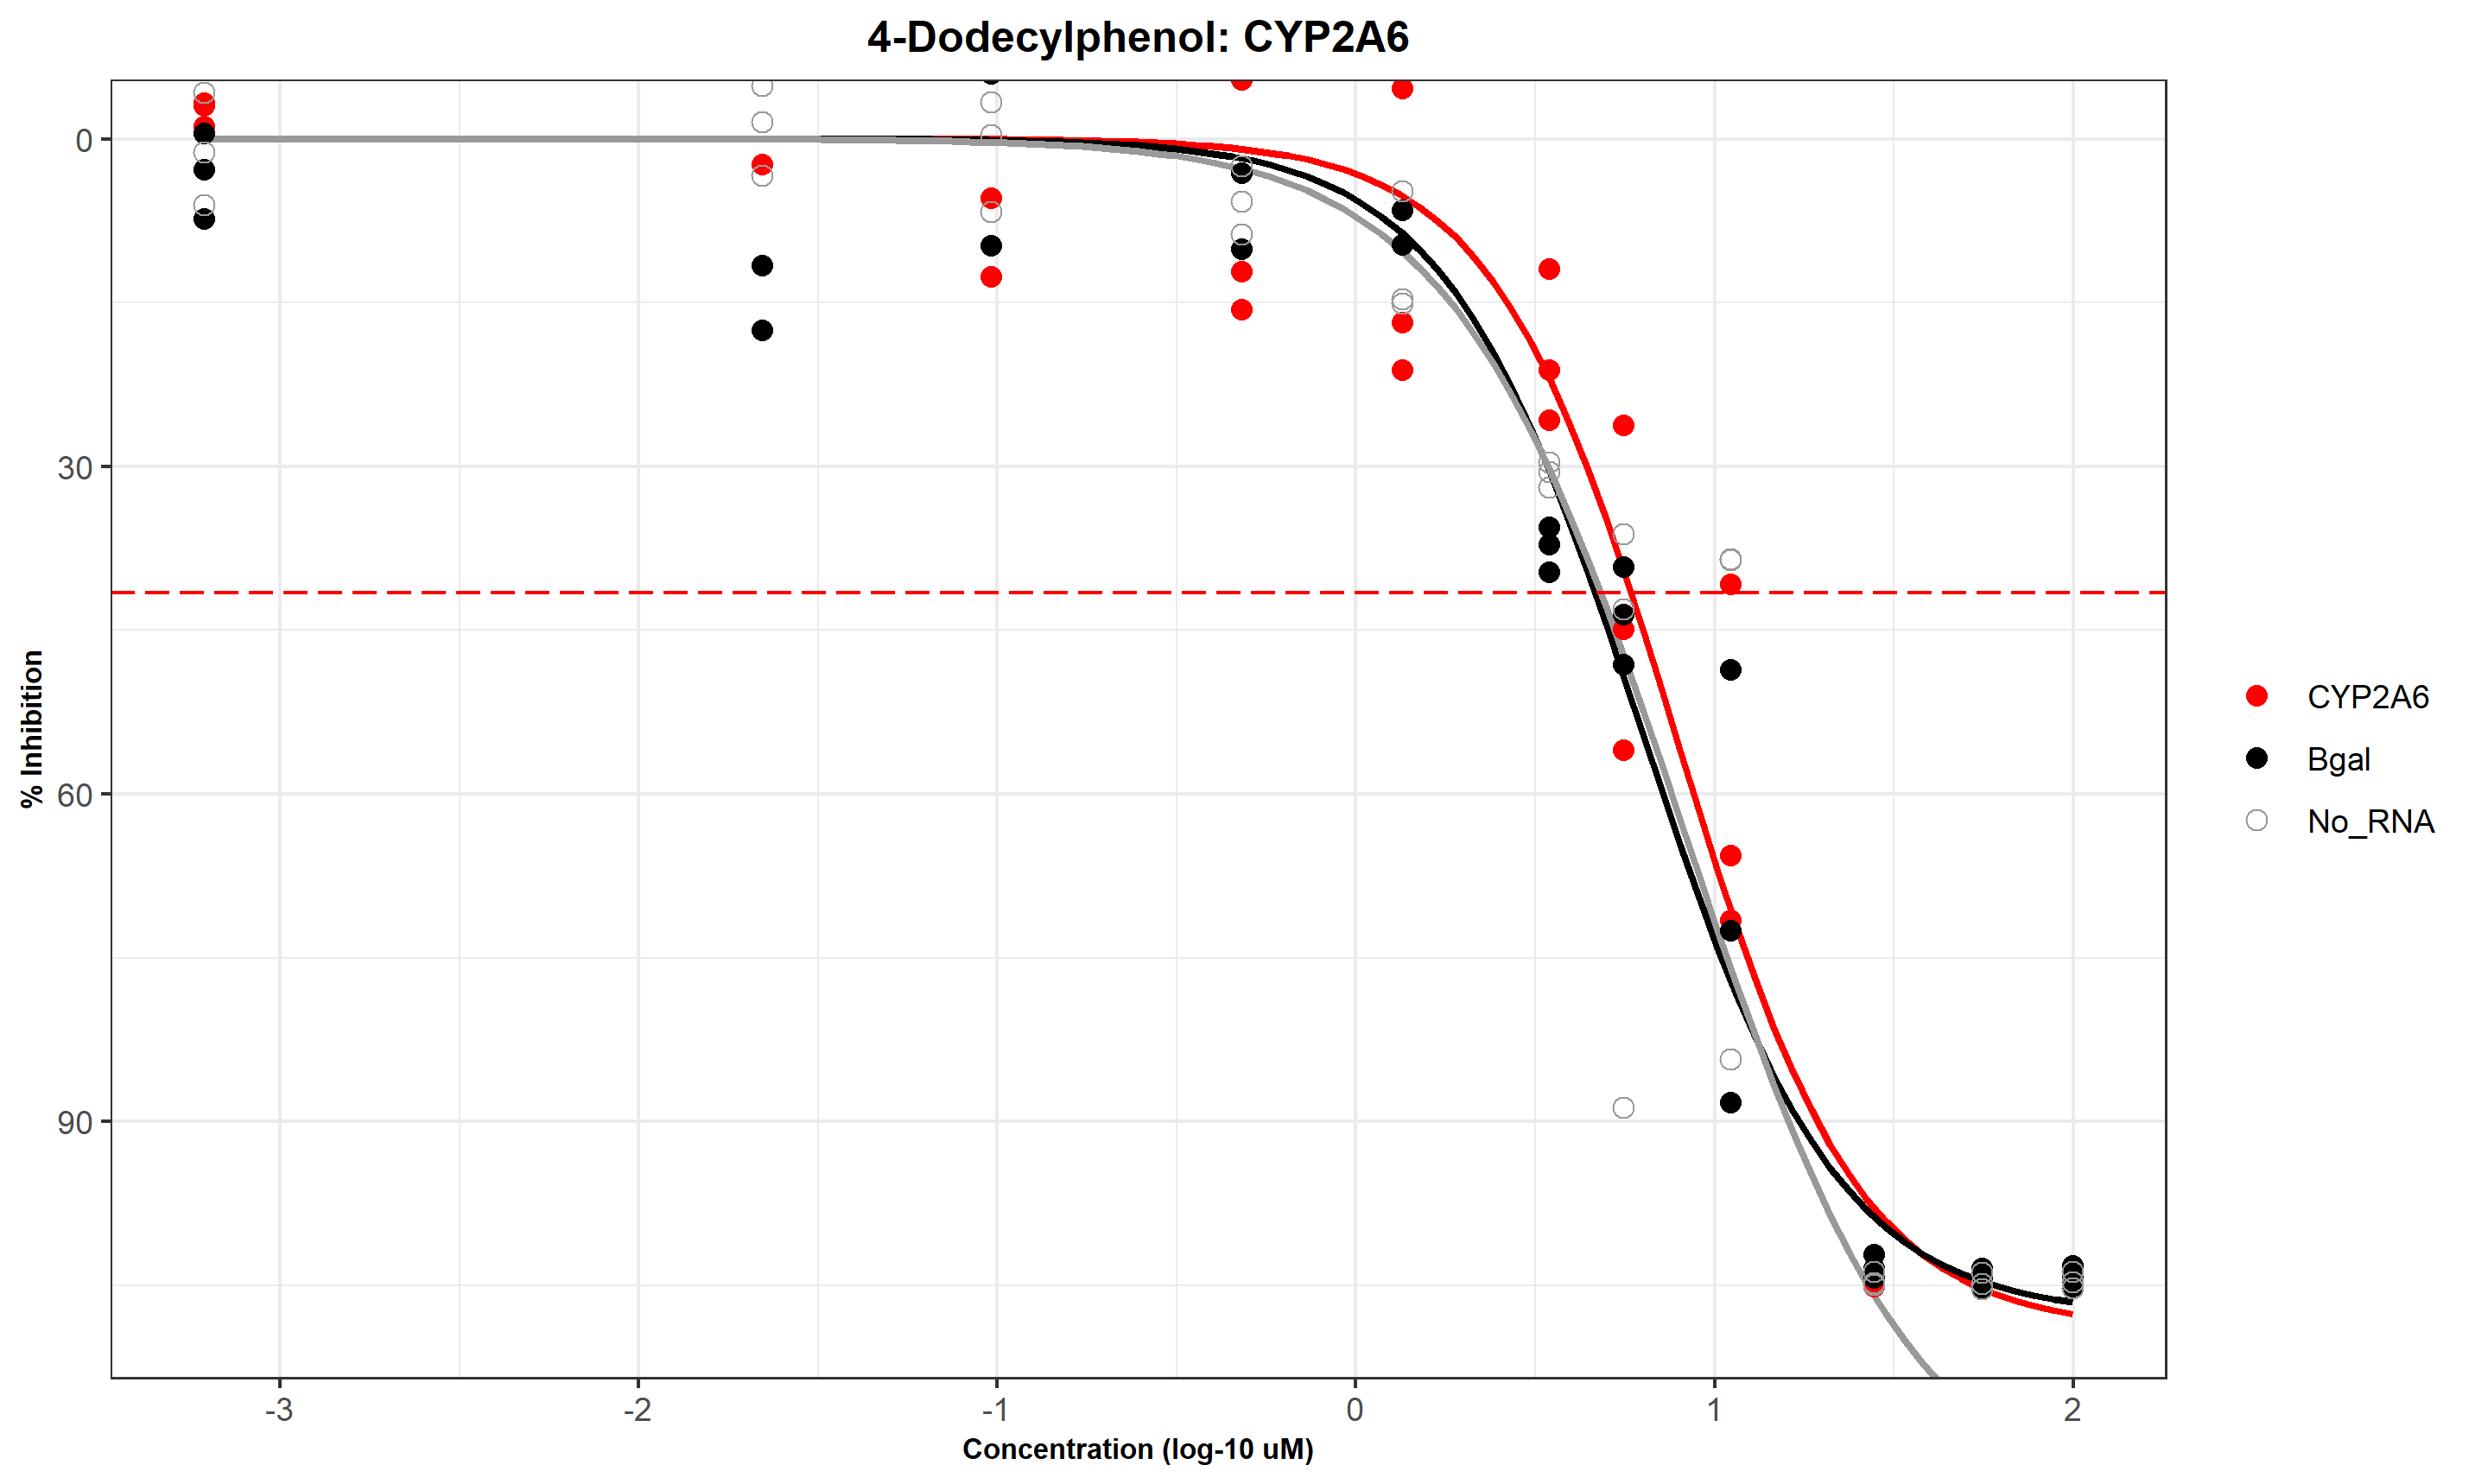 4-Dodecylphenol: CYP2A6
0
30
60
90
% Inhibition
-3
-2
-1
0
1
2
Concentration (log-10 uM)
CYP2A6
Bgal
No_RNA